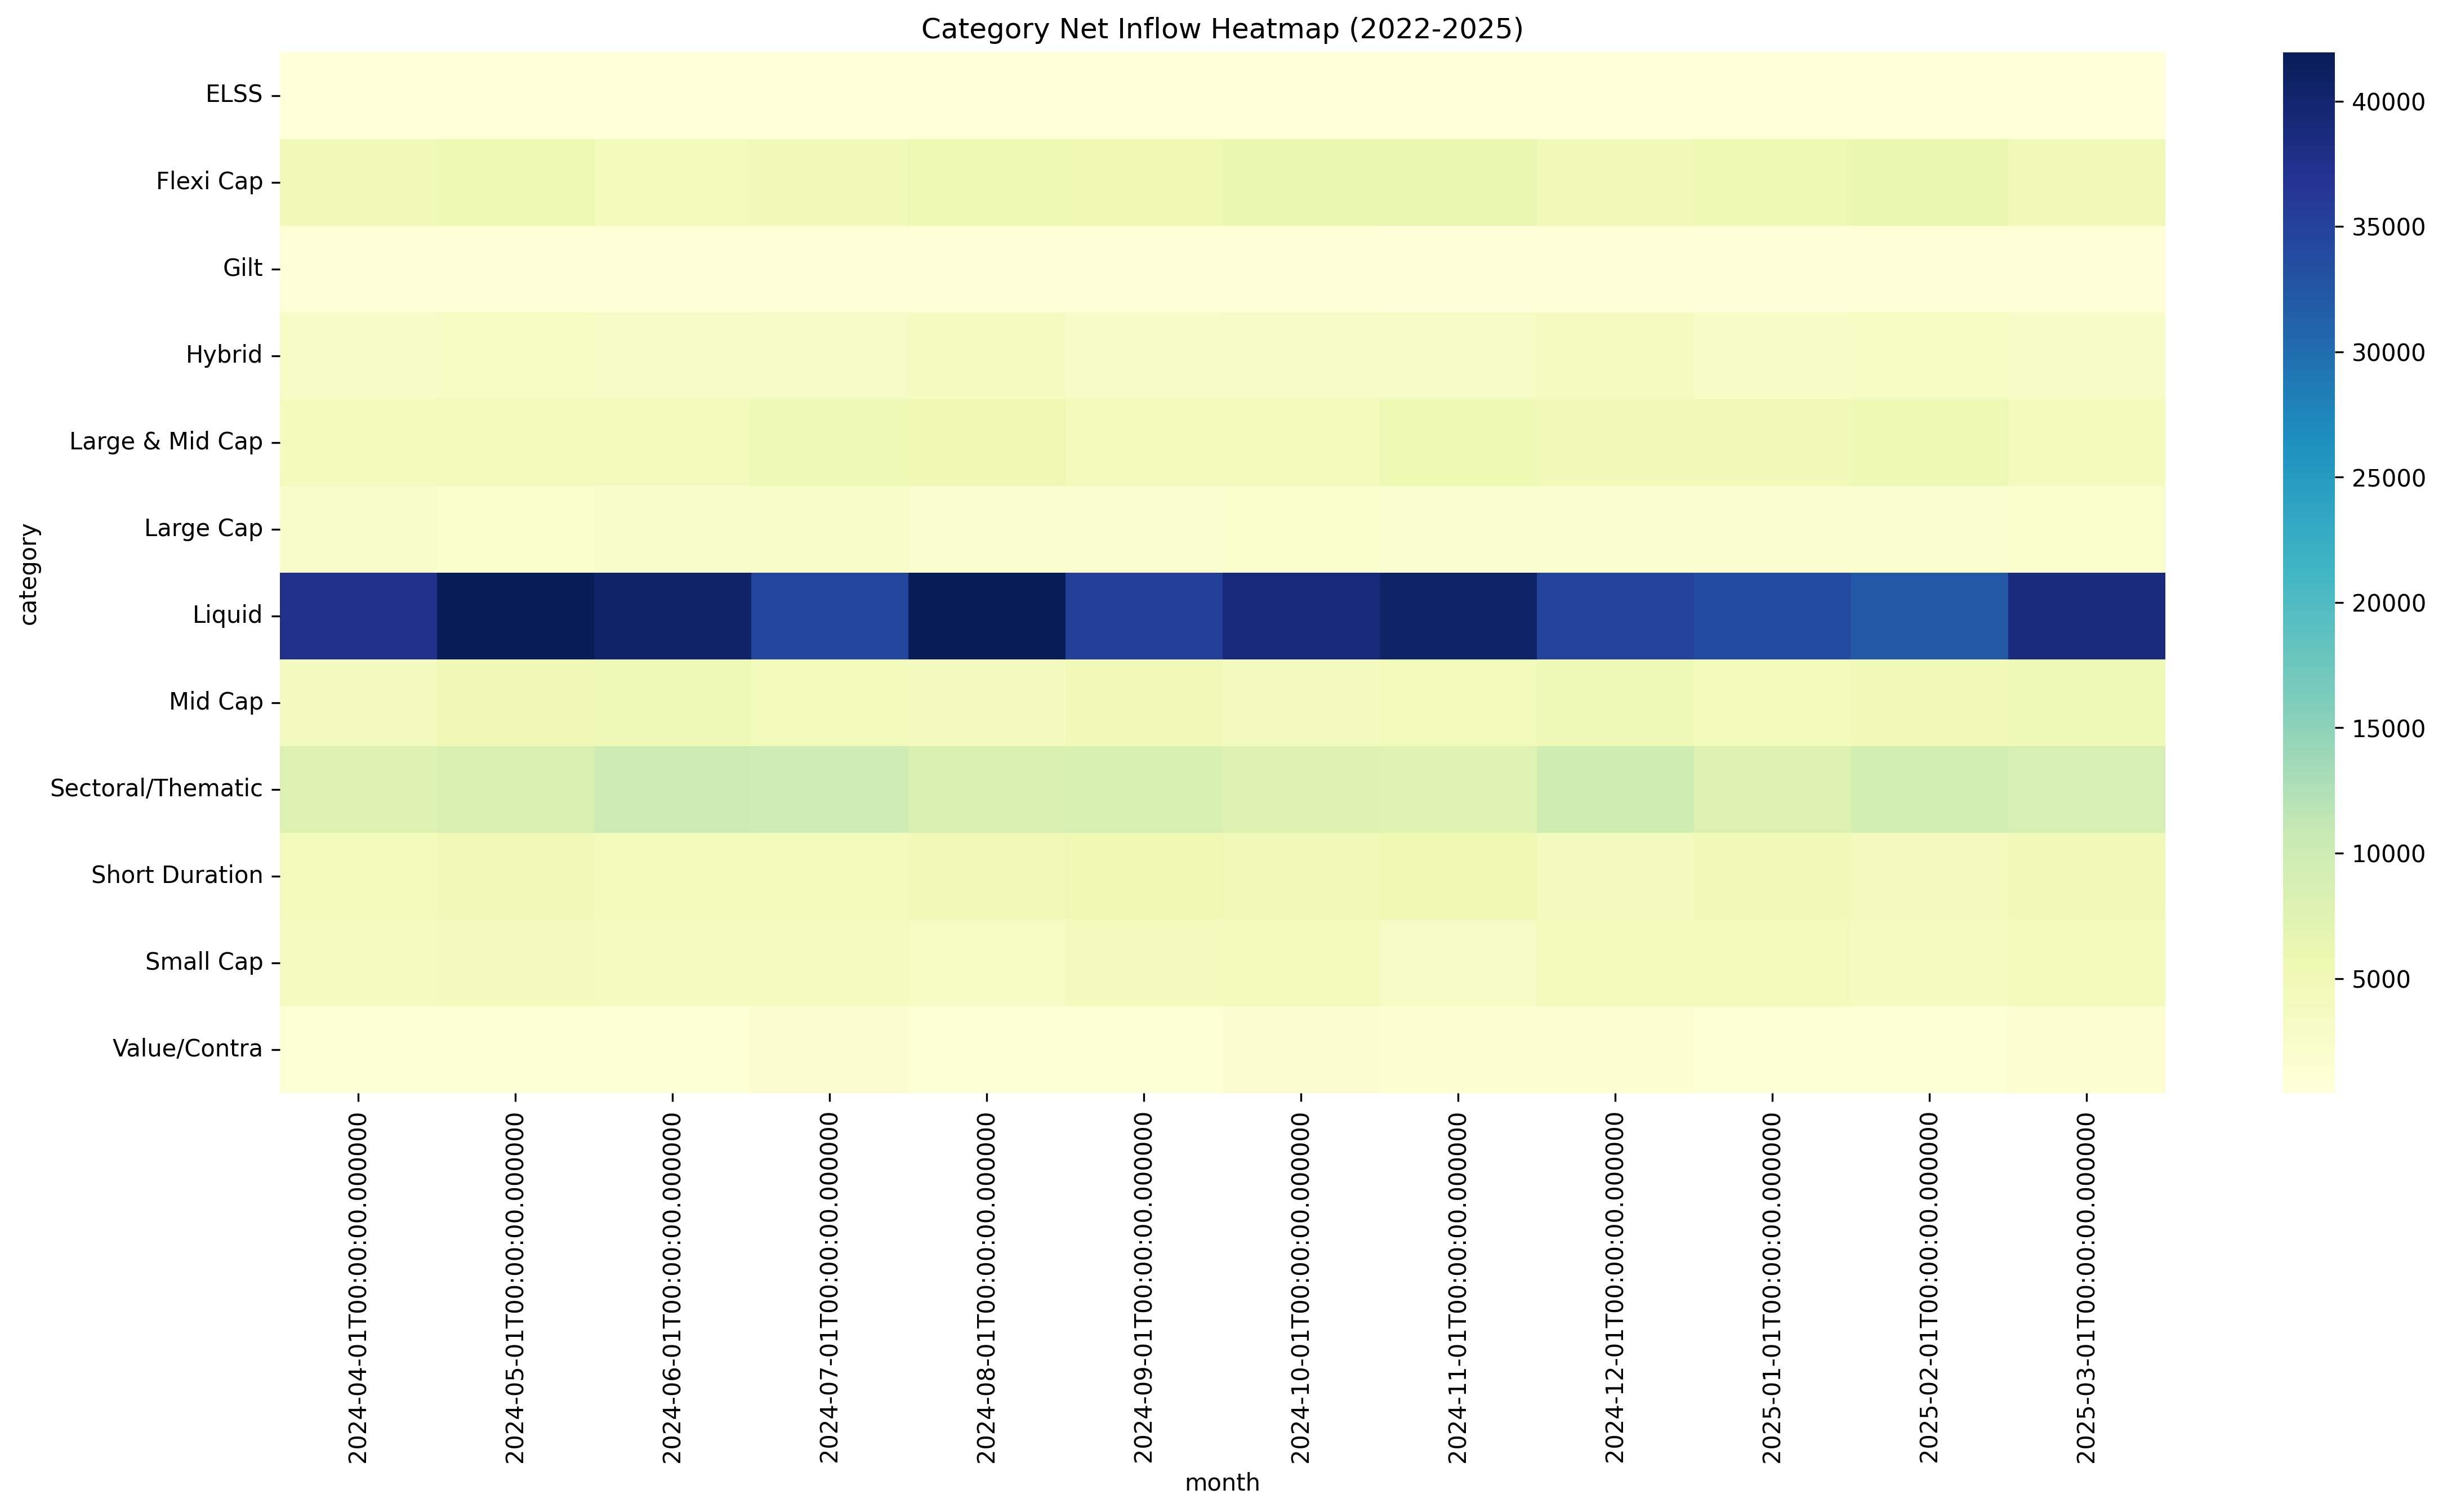 Category Net Inflow Heatmap (2022-2025)
category
ELSS
Flexi Cap
Gilt
Hybrid
Large & Mid Cap
Large Cap
Liquid
Mid Cap
Sectoral/Thematic
Short Duration
Small Cap
Value/Contra
40000
35000
30000
25000
20000
15000
10000
5000
2024-04-01T00:00:00.000000
2024-05-01T00:00:00.000000
2024-06-01T00:00:00.000000
2024-07-01T00:00:00.000000
2024-08-01T00:00:00.000000
2024-09-01T00:00:00.000000
2024-10-01T00:00:00.000000
2024-11-01T00:00:00.000000
2024-12-01T00:00:00.000000
2025-01-01T00:00:00.000000
2025-02-01T00:00:00.000000
2025-03-01T00:00:00.000000
month